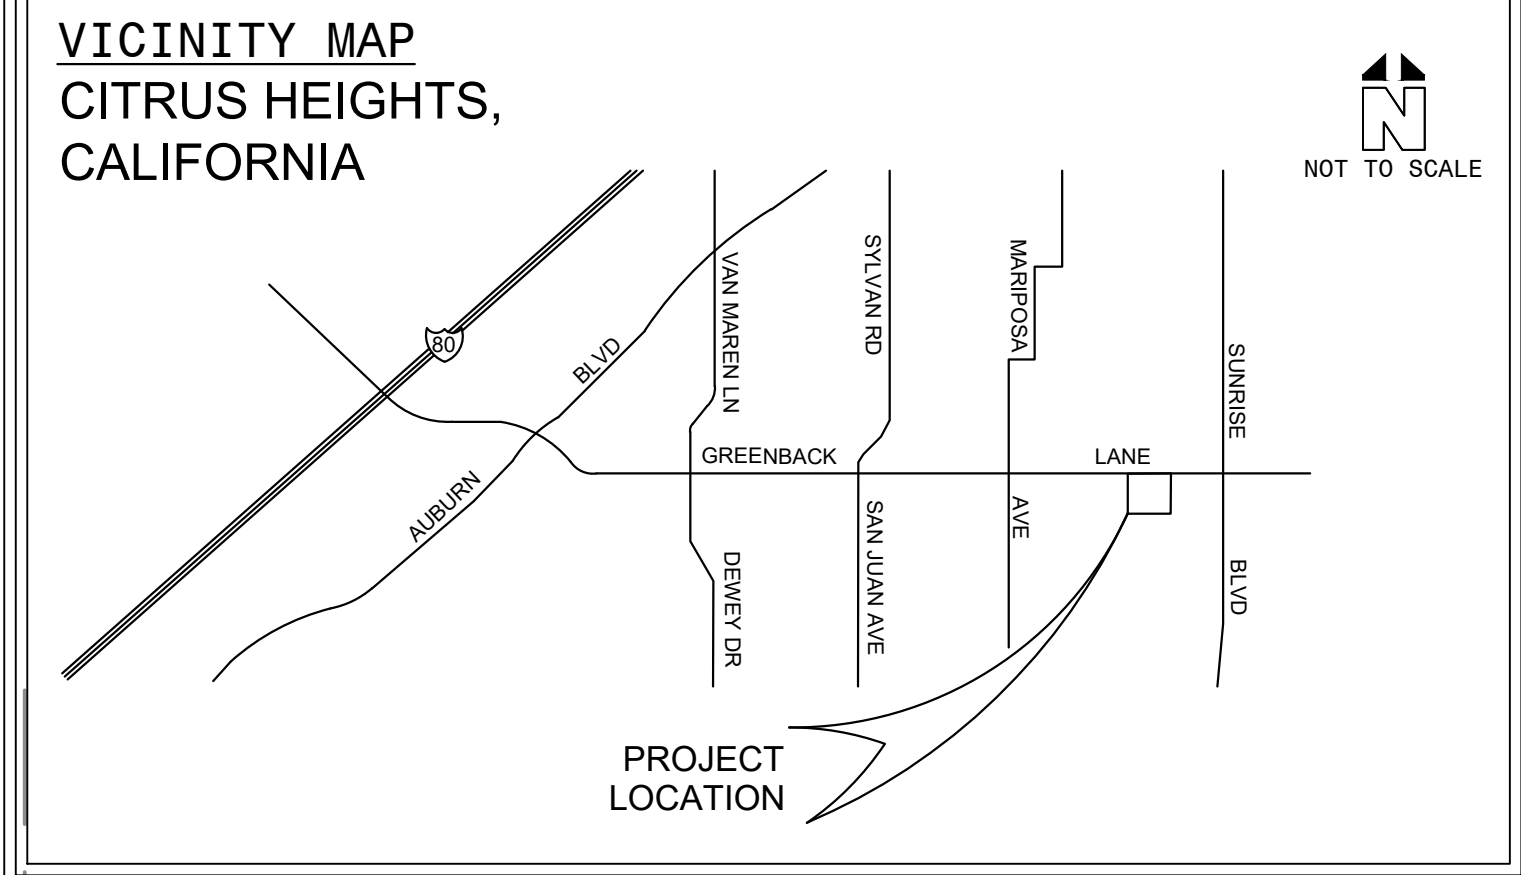 VICINITY MAP
CITRUS HEIGHTS,
CALIFORNIA
N
NOT TO SCALE
80
BLVD
AUBURN
VAN MAREN LN
SYLVAN RD
MARIPOSA
SUNRISE
GREENBACK
LANE
DEWEY DR
SAN JUAN AVE
AVE
BLVD
PROJECT
LOCATION